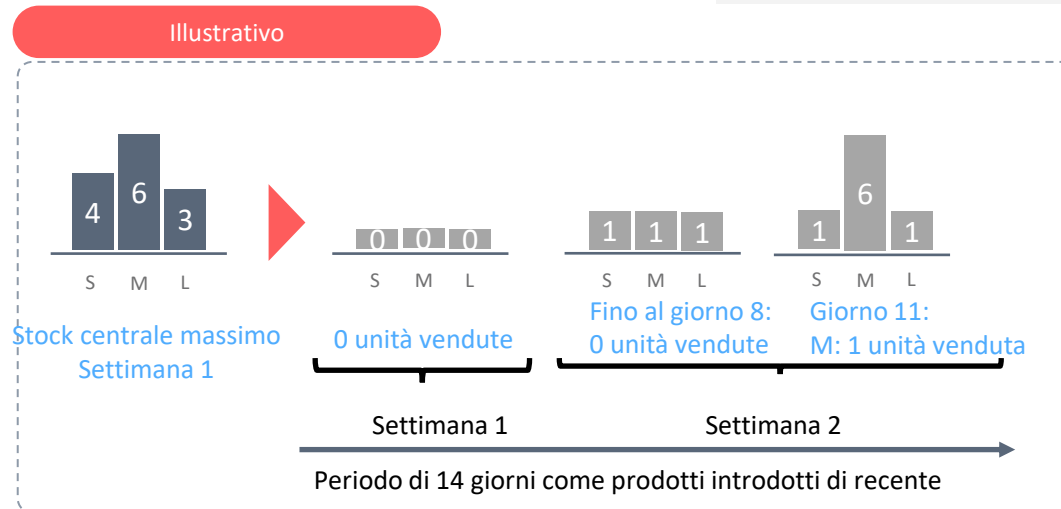 Illustrativo
4 6 3
S M L
Stock centrale massimo
Settimana 1
0 0 0
S M L
0 unità vendute
1 1 1
S M L
Fino al giorno 8:
0 unità vendute
1 6 1
S M L
Giorno 11:
M: 1 unità venduta
Settimana 1
Settimana 2
Periodo di 14 giorni come prodotti introdotti di recente